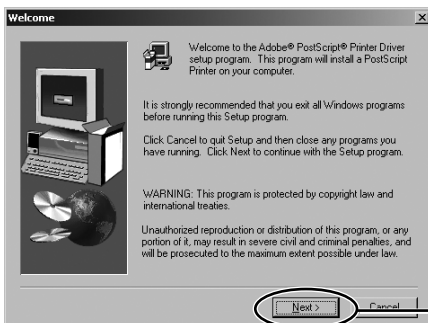 Welcome
Welcome to the Adobe® PostScript® Printer Driver
setup program. This program will install a PostScript
Printer on your computer.
It is strongly recommended that you exit all Windows programs
before running this Setup program.
Click Cancel to quit Setup and then close any programs you
have running. Click Next to continue with the Setup program.
WARNING: This program is protected by copyright law and
international treaties.
Unauthorized reproduction or distribution of this program, or any
portion of it, may result in severe civil and criminal penalties, and
will be prosecuted to the maximum extent possible under law.
Next >
Cancel